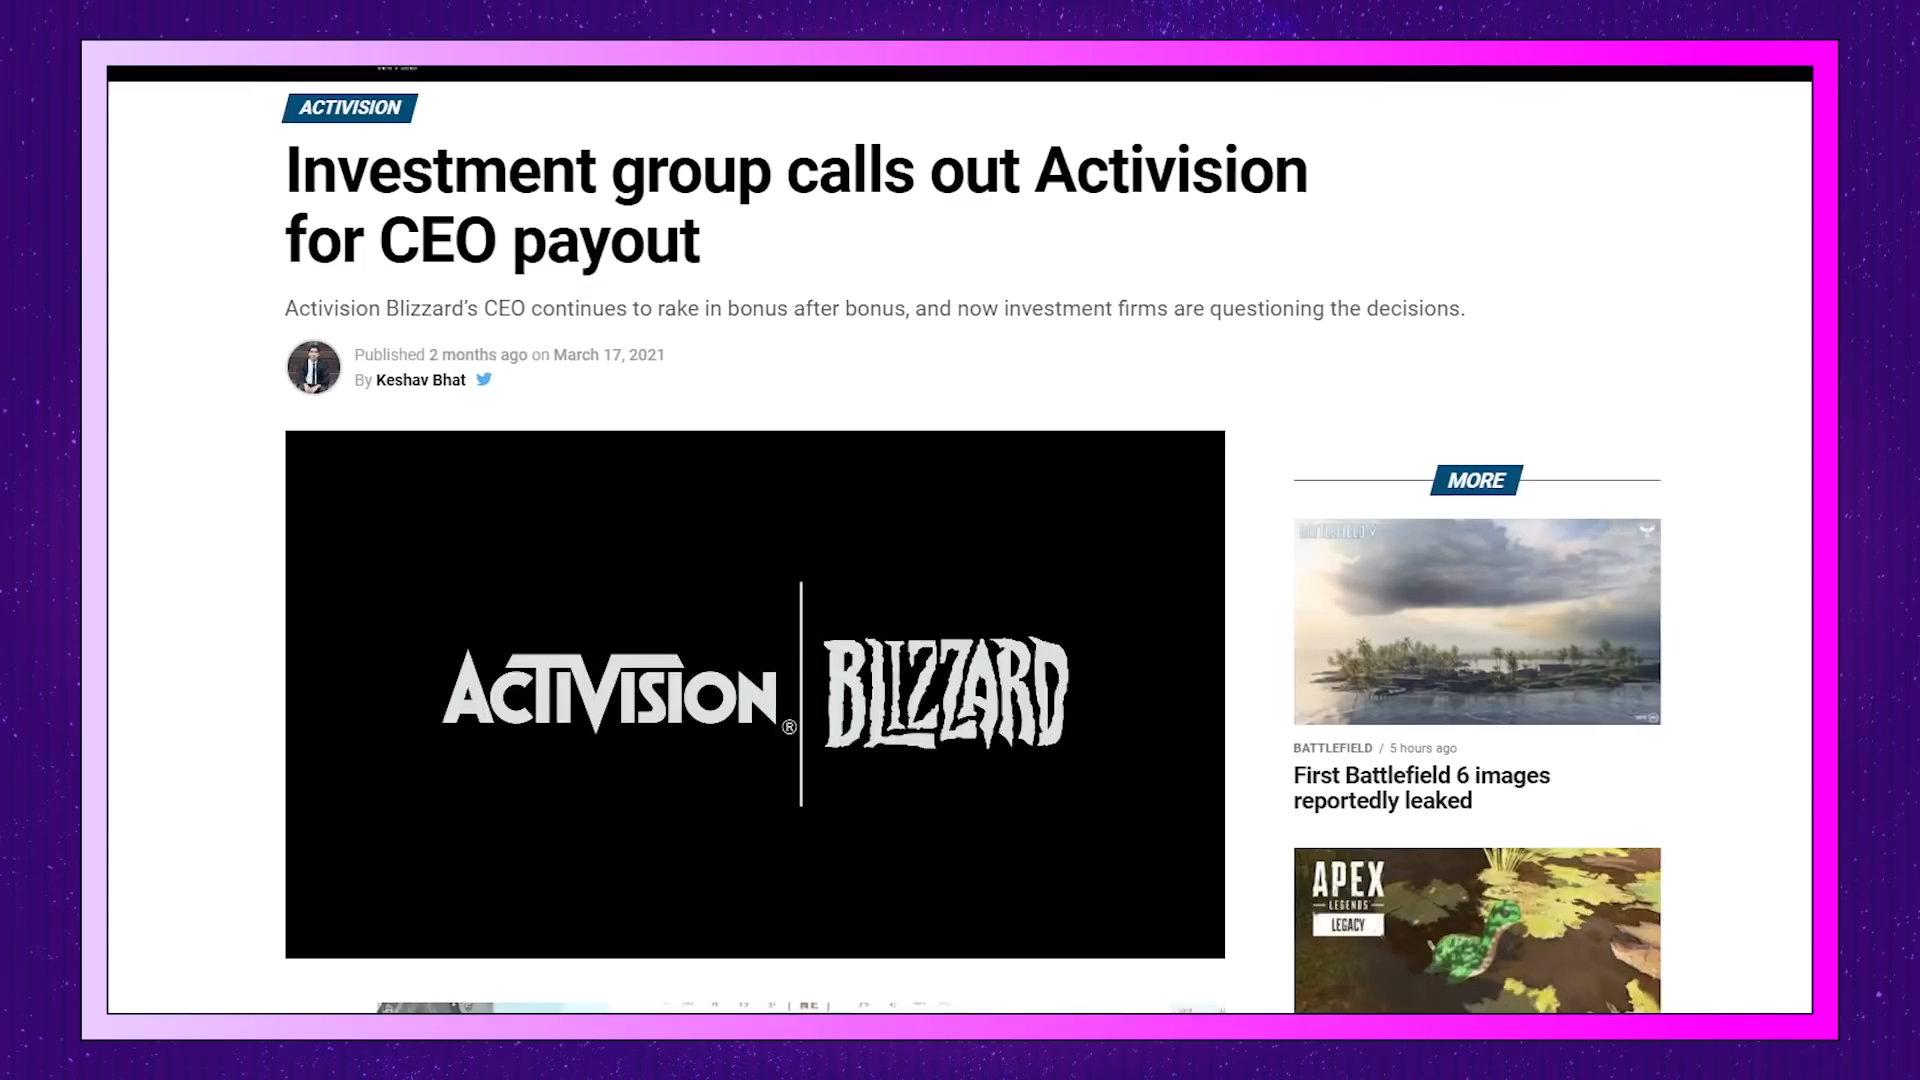 ACTIVISION
Investment group calls out Activision
for CEO payout
Activision Blizzard’s CEO continues to rake in bonus after bonus, and now investment firms are questioning the decisions.
Published 2 months ago on March 17, 2021
By Keshav Bhat
MORE
ACTIVISION® BLIZZARD
BATTLEFIELD V
BATTLEFIELD / 5 hours ago
First Battlefield 6 images
reportedly leaked
APEX
LEGENDS
LEGACY